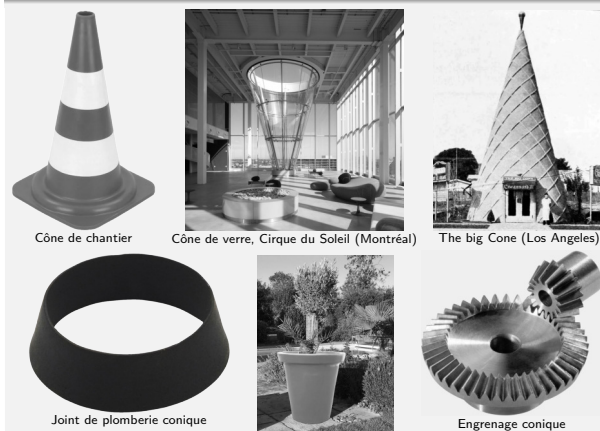 Cône de chantier
Cône de verre, Cirque du Soleil (Montréal)
The big Cone (Los Angeles)
Joint de plomberie conique
Engrenage conique